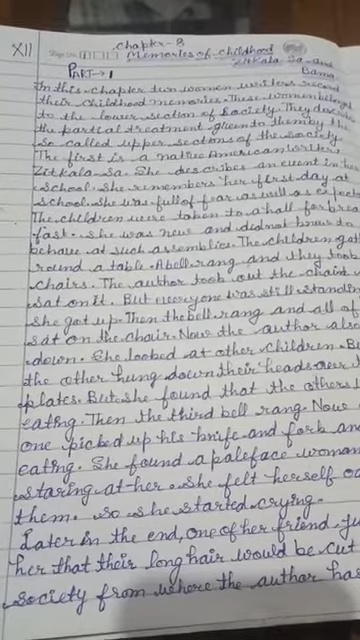 XII
Chapter - 8
Memories of childhood
Zitkala Sa and
Bama
Part → 1
In this chapter two women writers record
their childhood memories. These women belong
to the lower section of society. They describe
the partial treatment given to them by the
so called upper sections of the society.
The first is a native American writer
Zitkala-sa. She describes an event in her
school. She remembers her first day at
school. She was full of fear as well as
The children were taken to a hall for break
fast. She was new and did not know to
behave at such assemblies. The children got
round a table. A bell rang and they took
chairs. The author took out the chair
sat on it. But everyone was still standing
she got up. Then the bell rang and all of
sat on the chair. Now the author also
down. She looked at other children. Bu
the other hung down their heads over
plates. But she found that the others
eating. Then the third bell rang. Now
one picked up his knife and fork and
eating. She found a paleface woman
staring at her. She felt herself
them. so she started crying.
Later in the end, one of her friend Ju
her that their long hair would be cut
society from where the author has